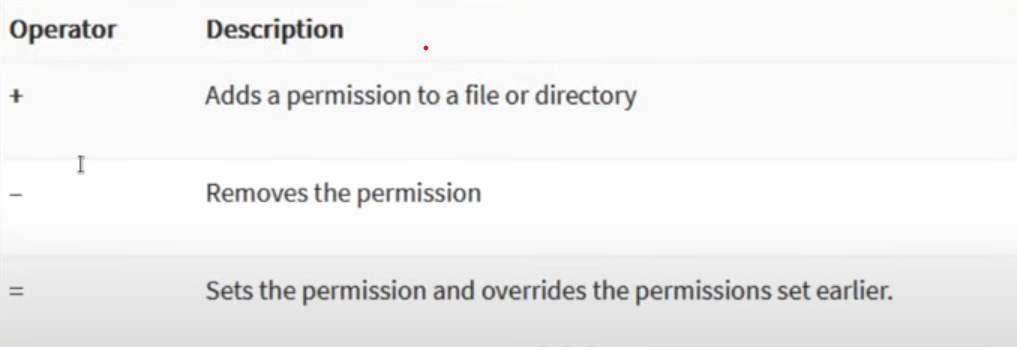 Operator Description
+ Adds a permission to a file or directory
− Removes the permission
= Sets the permission and overrides the permissions set earlier.